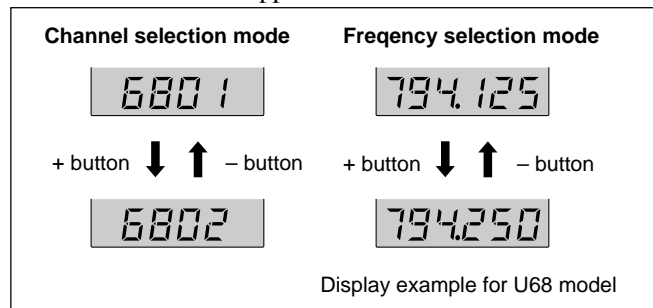 Channel selection mode Freqency selection mode
6801 794.125
+ button – button + button – button
6802 794.250
Display example for U68 model